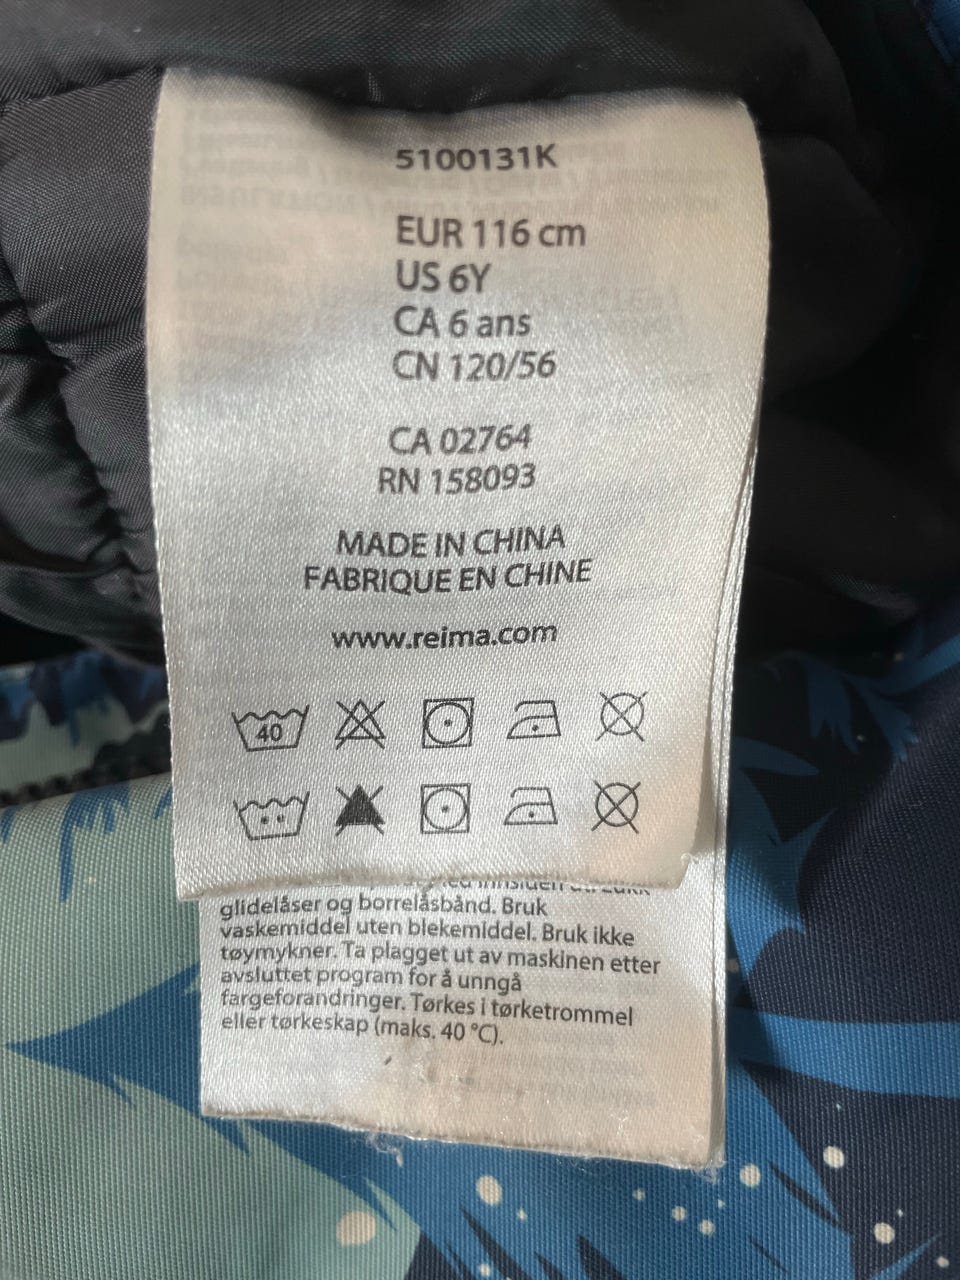 5100131K
EUR 116 cm
US 6Y
CA 6 ans
CN 120/56
CA 02764
RN 158093
MADE IN CHINA
FABRIQUE EN CHINE
www.reima.com
40
glidelåser og borrelåsbånd. Bruk
vaskemiddel uten blekemiddel. Bruk ikke
tøymykner. Ta plagget ut av maskinen etter
avsluttet program for å unngå
fargeforandringer. Tørkes i tørketrommel
eller tørkeskap (maks. 40 °C).